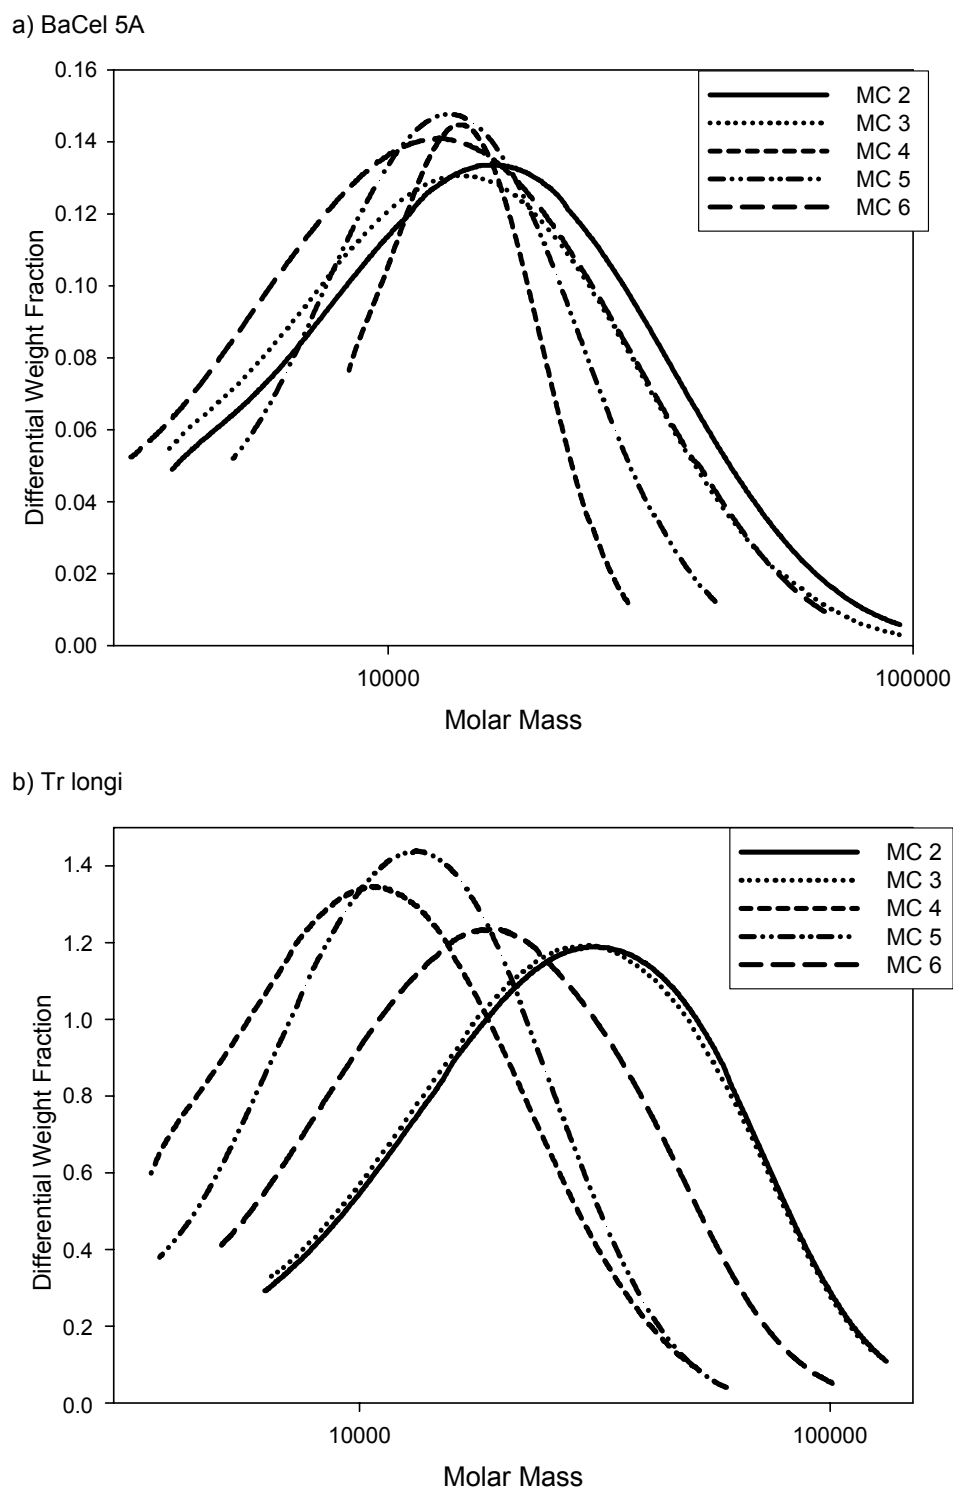 a) BaCel 5A
0.16
0.14
0.12
0.10
0.08
0.06
0.04
0.02
0.00
Differential Weight Fraction
MC 2
MC 3
MC 4
MC 5
MC 6
10000
100000
Molar Mass
b) Tr longi
1.4
1.2
1.0
0.8
0.6
0.4
0.2
0.0
Differential Weight Fraction
MC 2
MC 3
MC 4
MC 5
MC 6
10000
100000
Molar Mass